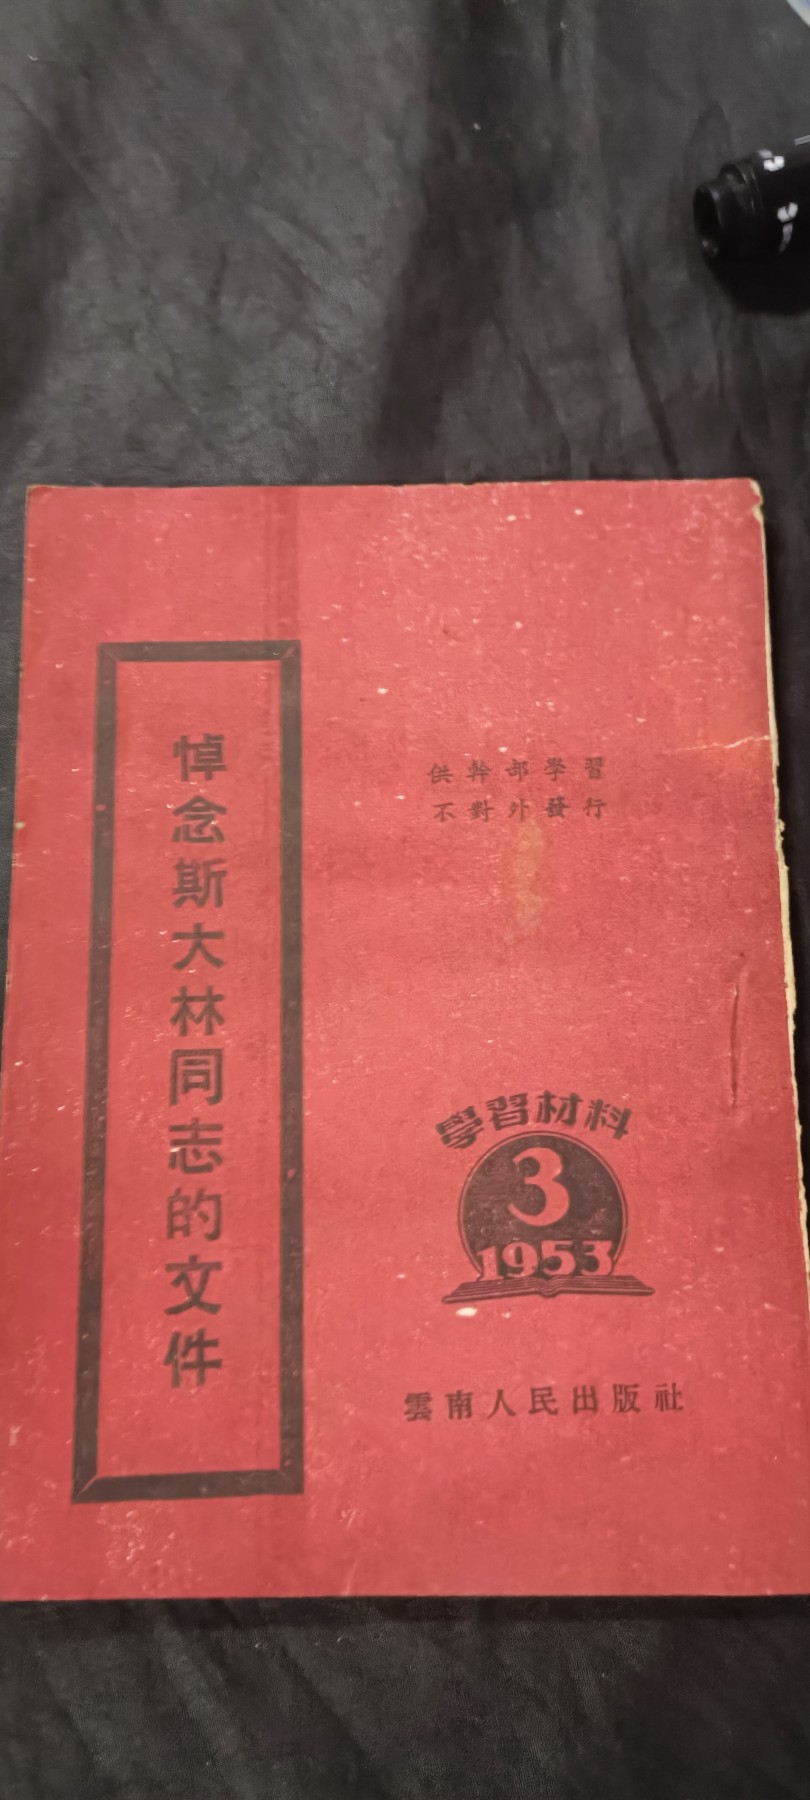 悼念斯大林同志的文件
供幹部學習
不對外發行
學習材料
3
1953
雲南人民出版社